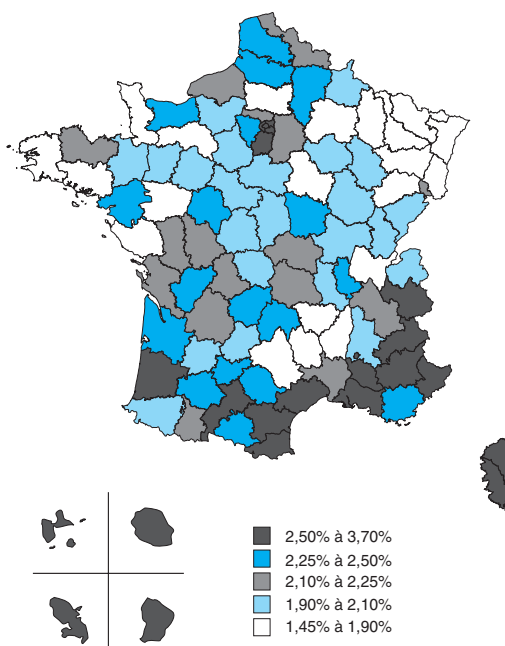 2,50% à 3,70%
2,25% à 2,50%
2,10% à 2,25%
1,90% à 2,10%
1,45% à 1,90%